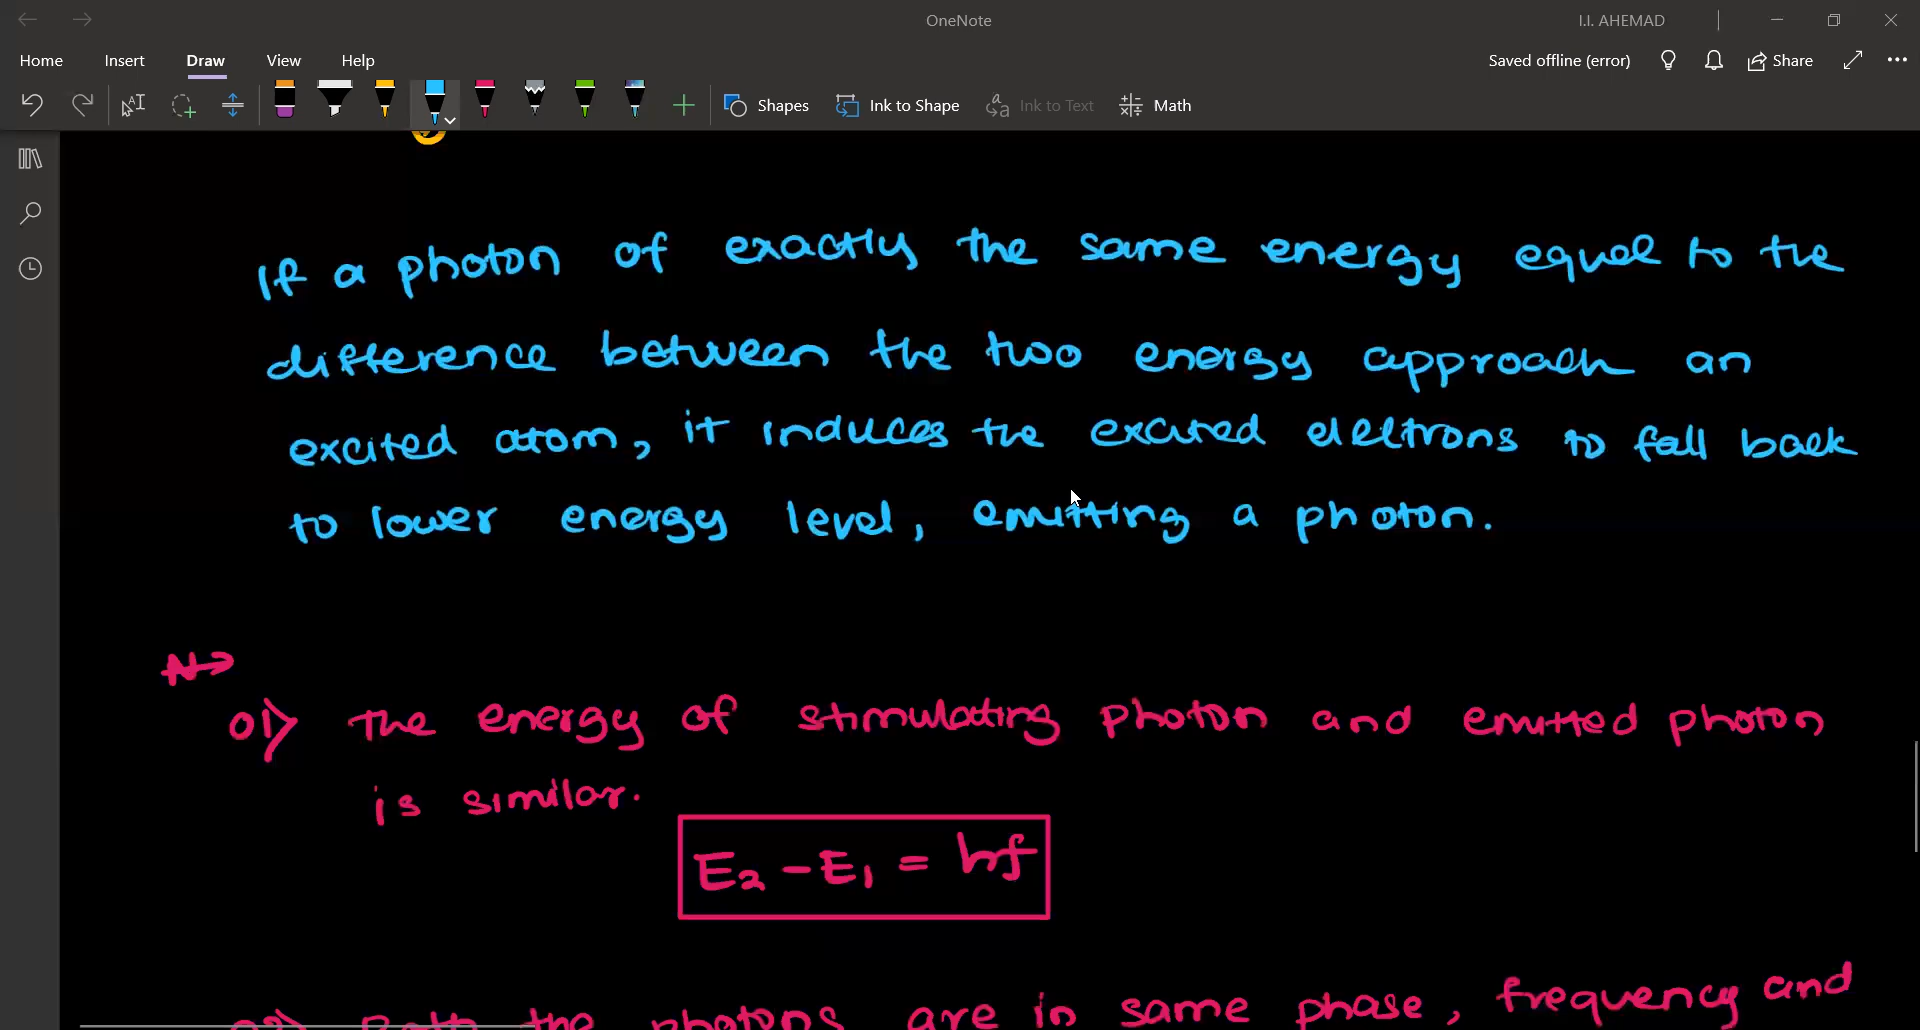 OneNote
I.I. AHEMAD
Home Insert Draw View Help
Saved offline (error) Share
Shapes Ink to Shape Ink to Text Math
If a photon of exactly the same energy equal to the
difference between the two energy approach an
excited atom, it induces the excited electrons to fall back
to lower energy level, emitting a photon.
N→
01> The energy of stimulating photon and emitted photon
is similar.
E₂ - E₁ = hf
Both the photons are in same phase, frequency and